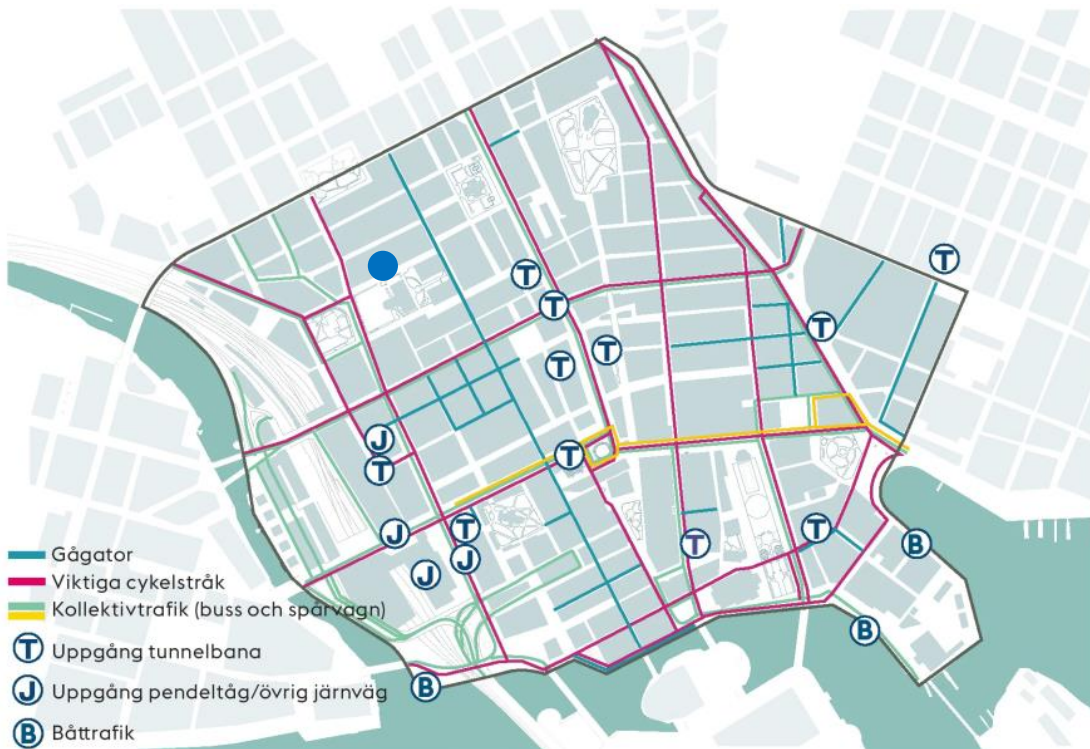 T
T
T
T
T
T
J
T
T
J
T
J
J
T
T
B
B
B
Gågator
Viktiga cykelstråk
Kollektivtrafik (buss och spårvagn)
T Uppgång tunnelbana
J Uppgång pendeltåg/övrig järnväg
B Båttrafik